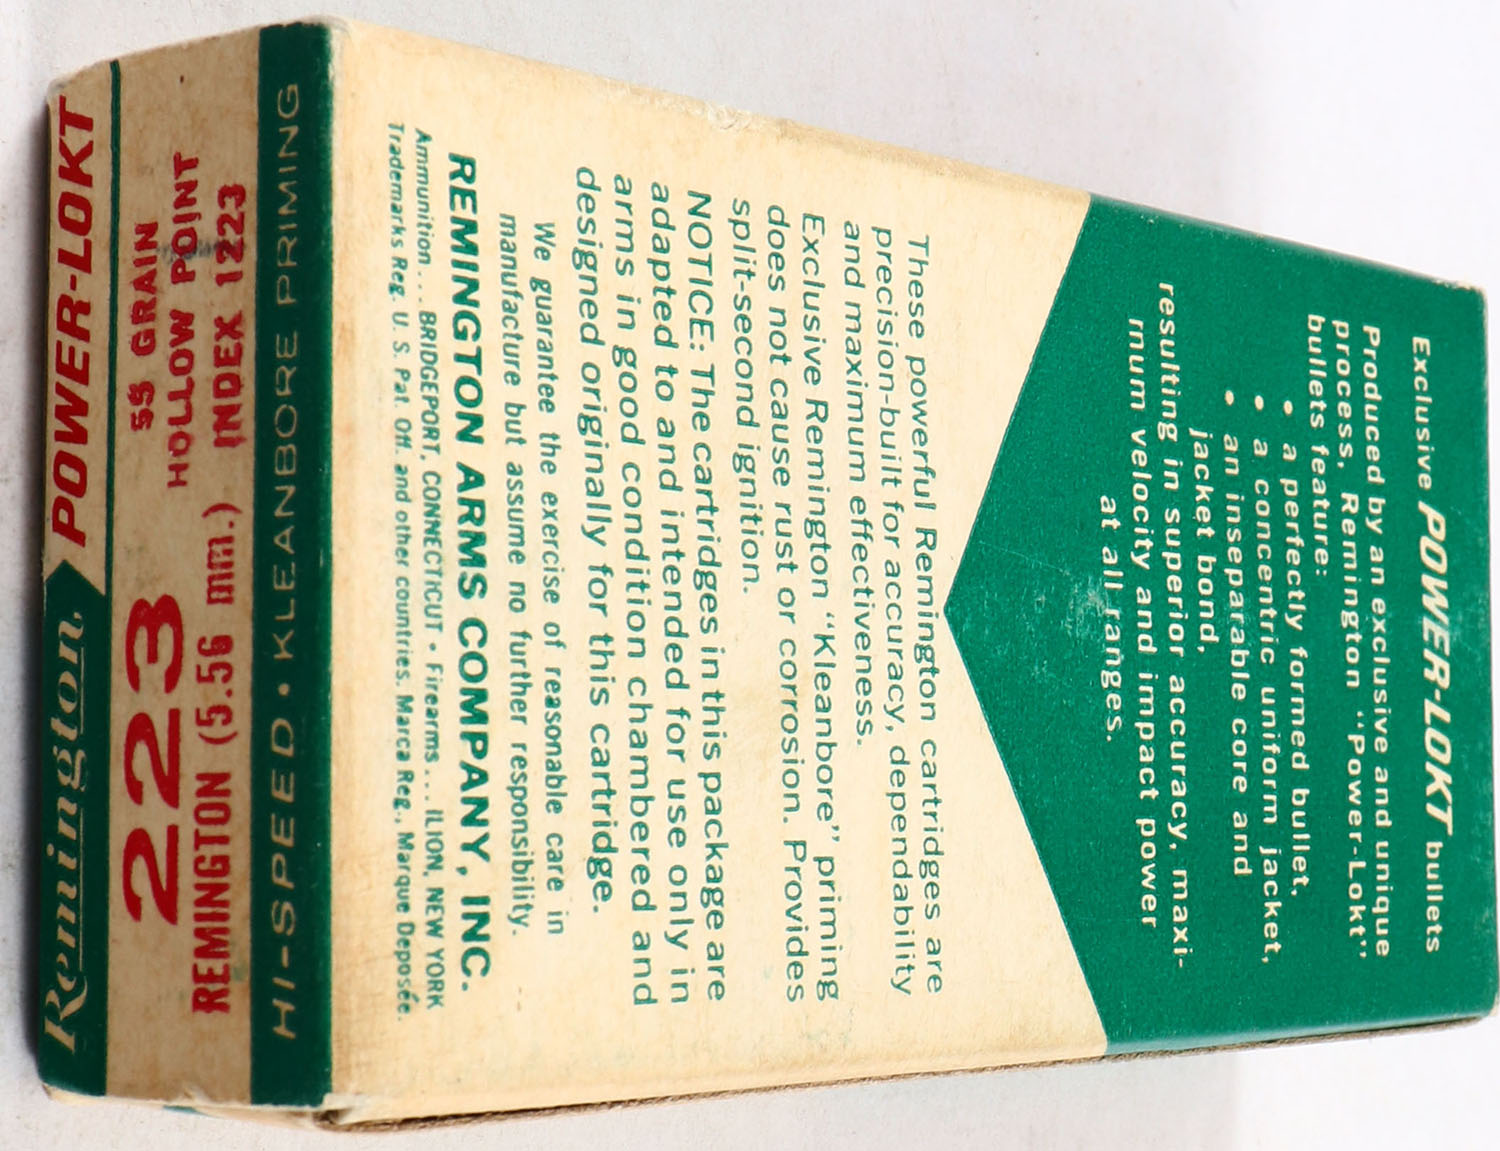 Exclusive POWER-LOKT bullets
Produced by an exclusive and unique
process, Remington "Power-Lokt"
bullets feature:
• a perfectly formed bullet,
• a concentric uniform jacket,
• an inseparable core and
jacket bond,
resulting in superior accuracy, maxi-
mum velocity and impact power
at all ranges.
These powerful Remington cartridges are
precision-built for accuracy, dependability
and maximum effectiveness.
Exclusive Remington "Kleanbore" priming
does not cause rust or corrosion. Provides
split-second ignition.
NOTICE: The cartridges in this package are
adapted to and intended for use only in
arms in good condition chambered and
designed originally for this cartridge.
We guarantee the exercise of reasonable care in
manufacture but assume no further responsibility.
REMINGTON ARMS COMPANY, INC.
Ammunition . . . BRIDGEPORT, CONNECTICUT • Firearms . . . ILION, NEW YORK
Trademarks Reg. U. S. Pat. Off. and other countries. Marca Reg., Marque Deposée.
HI-SPEED • KLEANBORE PRIMING
223
REMINGTON (5.56 mm.)
55 GRAIN
HOLLOW POINT
INDEX 1223
Remington POWER-LOKT